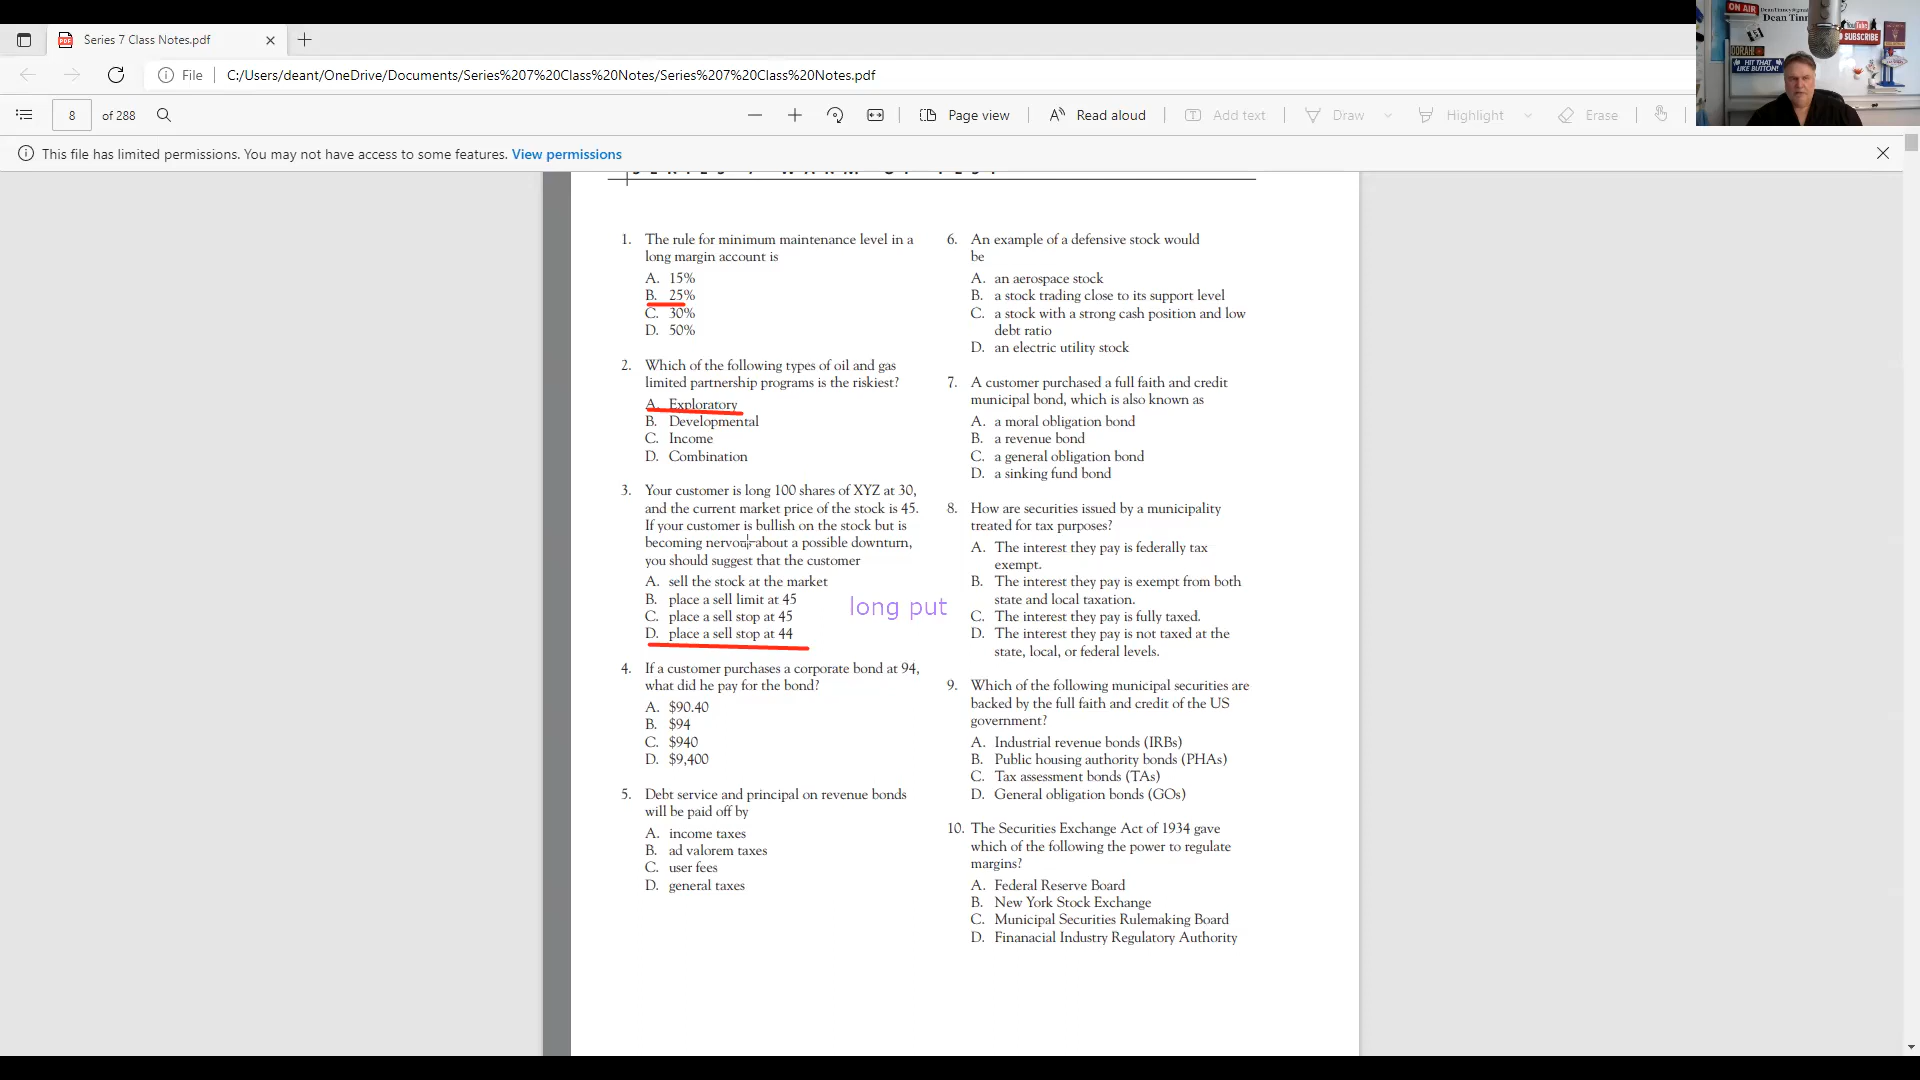 Series 7 Class Notes.pdf
File C:/Users/deant/OneDrive/Documents/Series%207%20Class%20Notes/Series%207%20Class%20Notes.pdf
8 of 288
Page view
Read aloud
Add text
Draw
Highlight
Erase
This file has limited permissions. You may not have access to some features. View permissions
ON AIR
Dean Tinn
YouTube
SUBSCRIBE
HIT THAT
LIKE BUTTON!
SERIES 7 WARM-UP TEST
1. The rule for minimum maintenance level in a
long margin account is
A. 15%
B. 25%
C. 30%
D. 50%
2. Which of the following types of oil and gas
limited partnership programs is the riskiest?
A. Exploratory
B. Developmental
C. Income
D. Combination
3. Your customer is long 100 shares of XYZ at 30,
and the current market price of the stock is 45.
If your customer is bullish on the stock but is
becoming nervous about a possible downturn,
you should suggest that the customer
A. sell the stock at the market
B. place a sell limit at 45
C. place a sell stop at 45
D. place a sell stop at 44
long put
4. If a customer purchases a corporate bond at 94,
what did he pay for the bond?
A. $90.40
B. $94
C. $940
D. $9,400
5. Debt service and principal on revenue bonds
will be paid off by
A. income taxes
B. ad valorem taxes
C. user fees
D. general taxes
6. An example of a defensive stock would
be
A. an aerospace stock
B. a stock trading close to its support level
C. a stock with a strong cash position and low
debt ratio
D. an electric utility stock
7. A customer purchased a full faith and credit
municipal bond, which is also known as
A. a moral obligation bond
B. a revenue bond
C. a general obligation bond
D. a sinking fund bond
8. How are securities issued by a municipality
treated for tax purposes?
A. The interest they pay is federally tax
exempt.
B. The interest they pay is exempt from both
state and local taxation.
C. The interest they pay is fully taxed.
D. The interest they pay is not taxed at the
state, local, or federal levels.
9. Which of the following municipal securities are
backed by the full faith and credit of the US
government?
A. Industrial revenue bonds (IRBs)
B. Public housing authority bonds (PHAs)
C. Tax assessment bonds (TAs)
D. General obligation bonds (GOs)
10. The Securities Exchange Act of 1934 gave
which of the following the power to regulate
margins?
A. Federal Reserve Board
B. New York Stock Exchange
C. Municipal Securities Rulemaking Board
D. Finanacial Industry Regulatory Authority